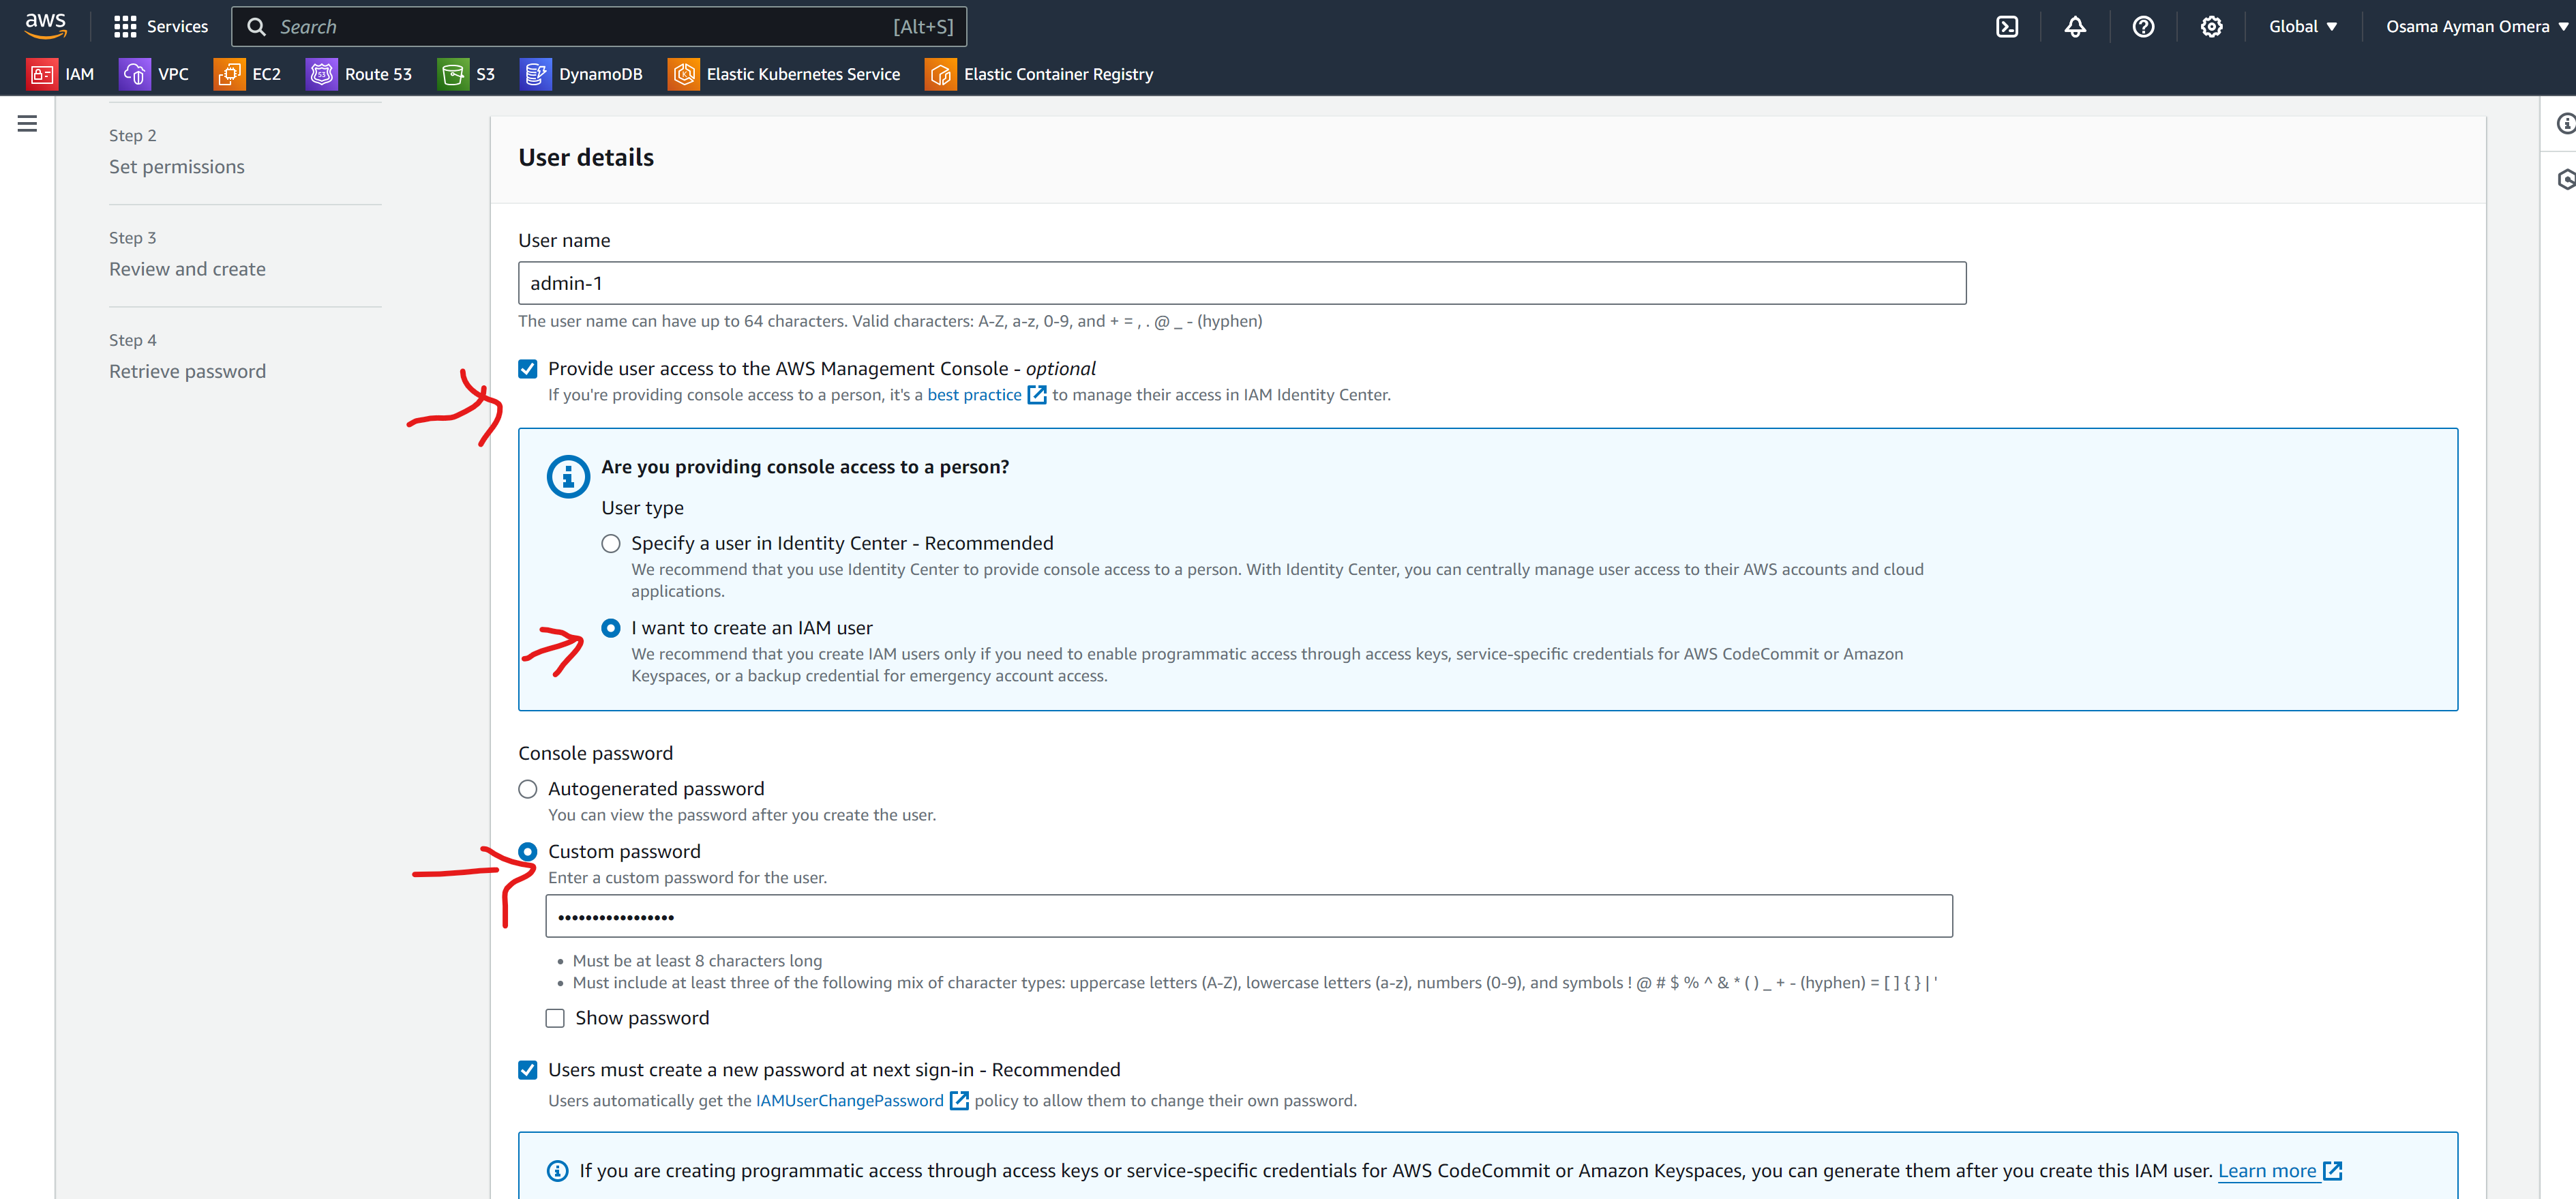 aws
Services
Search
[Alt+S]
Global
Osama Ayman Omera
IAM
VPC
EC2
53
Route 53
S3
DynamoDB
Elastic Kubernetes Service
Elastic Container Registry
Step 2
Set permissions
Step 3
Review and create
Step 4
Retrieve password
User details
User name
admin-1
The user name can have up to 64 characters. Valid characters: A-Z, a-z, 0-9, and + = , . @ _ - (hyphen)
Provide user access to the AWS Management Console - optional
If you're providing console access to a person, it's a best practice to manage their access in IAM Identity Center.
Are you providing console access to a person?
User type
Specify a user in Identity Center - Recommended
We recommend that you use Identity Center to provide console access to a person. With Identity Center, you can centrally manage user access to their AWS accounts and cloud
applications.
I want to create an IAM user
We recommend that you create IAM users only if you need to enable programmatic access through access keys, service-specific credentials for AWS CodeCommit or Amazon
Keyspaces, or a backup credential for emergency account access.
Console password
Autogenerated password
You can view the password after you create the user.
Custom password
Enter a custom password for the user.
•••••••••••••••••
• Must be at least 8 characters long
• Must include at least three of the following mix of character types: uppercase letters (A-Z), lowercase letters (a-z), numbers (0-9), and symbols ! @ # $ % ^ & * ( ) _ + - (hyphen) = [ ] { } | '
Show password
Users must create a new password at next sign-in - Recommended
Users automatically get the IAMUserChangePassword policy to allow them to change their own password.
If you are creating programmatic access through access keys or service-specific credentials for AWS CodeCommit or Amazon Keyspaces, you can generate them after you create this IAM user. Learn more